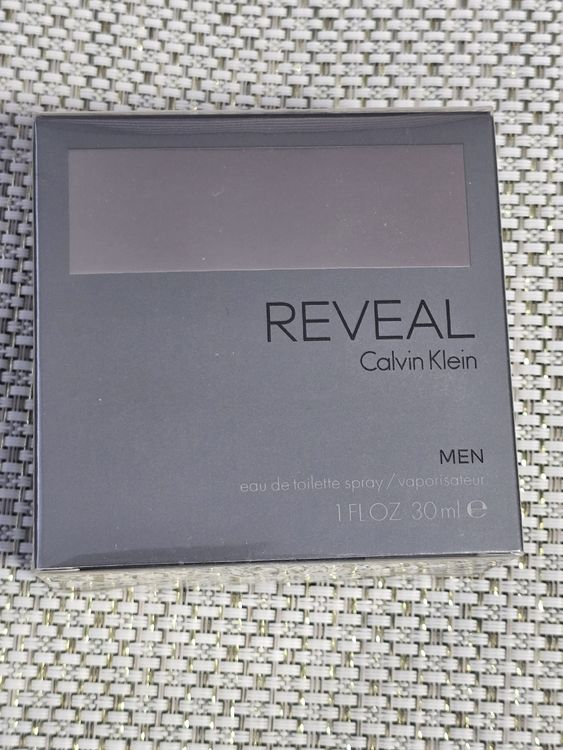 REVEAL
Calvin Klein
MEN
eau de toilette spray / vaporisateur
1 FL OZ 30 ml ℮